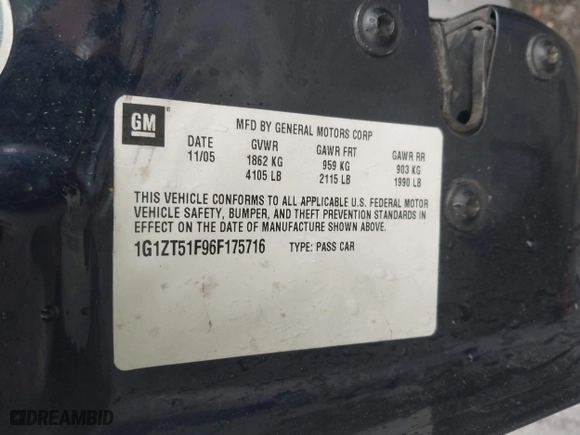 GM
MFD BY GENERAL MOTORS CORP
DATE GVWR GAWR FRT GAWR RR
11/05 1862 KG 959 KG 903 KG
4105 LB 2115 LB 1990 LB
THIS VEHICLE CONFORMS TO ALL APPLICABLE U.S. FEDERAL MOTOR
VEHICLE SAFETY, BUMPER, AND THEFT PREVENTION STANDARDS IN
EFFECT ON THE DATE OF MANUFACTURE SHOWN ABOVE.
1G1ZT51F96F175716 TYPE: PASS CAR
DREAMBID